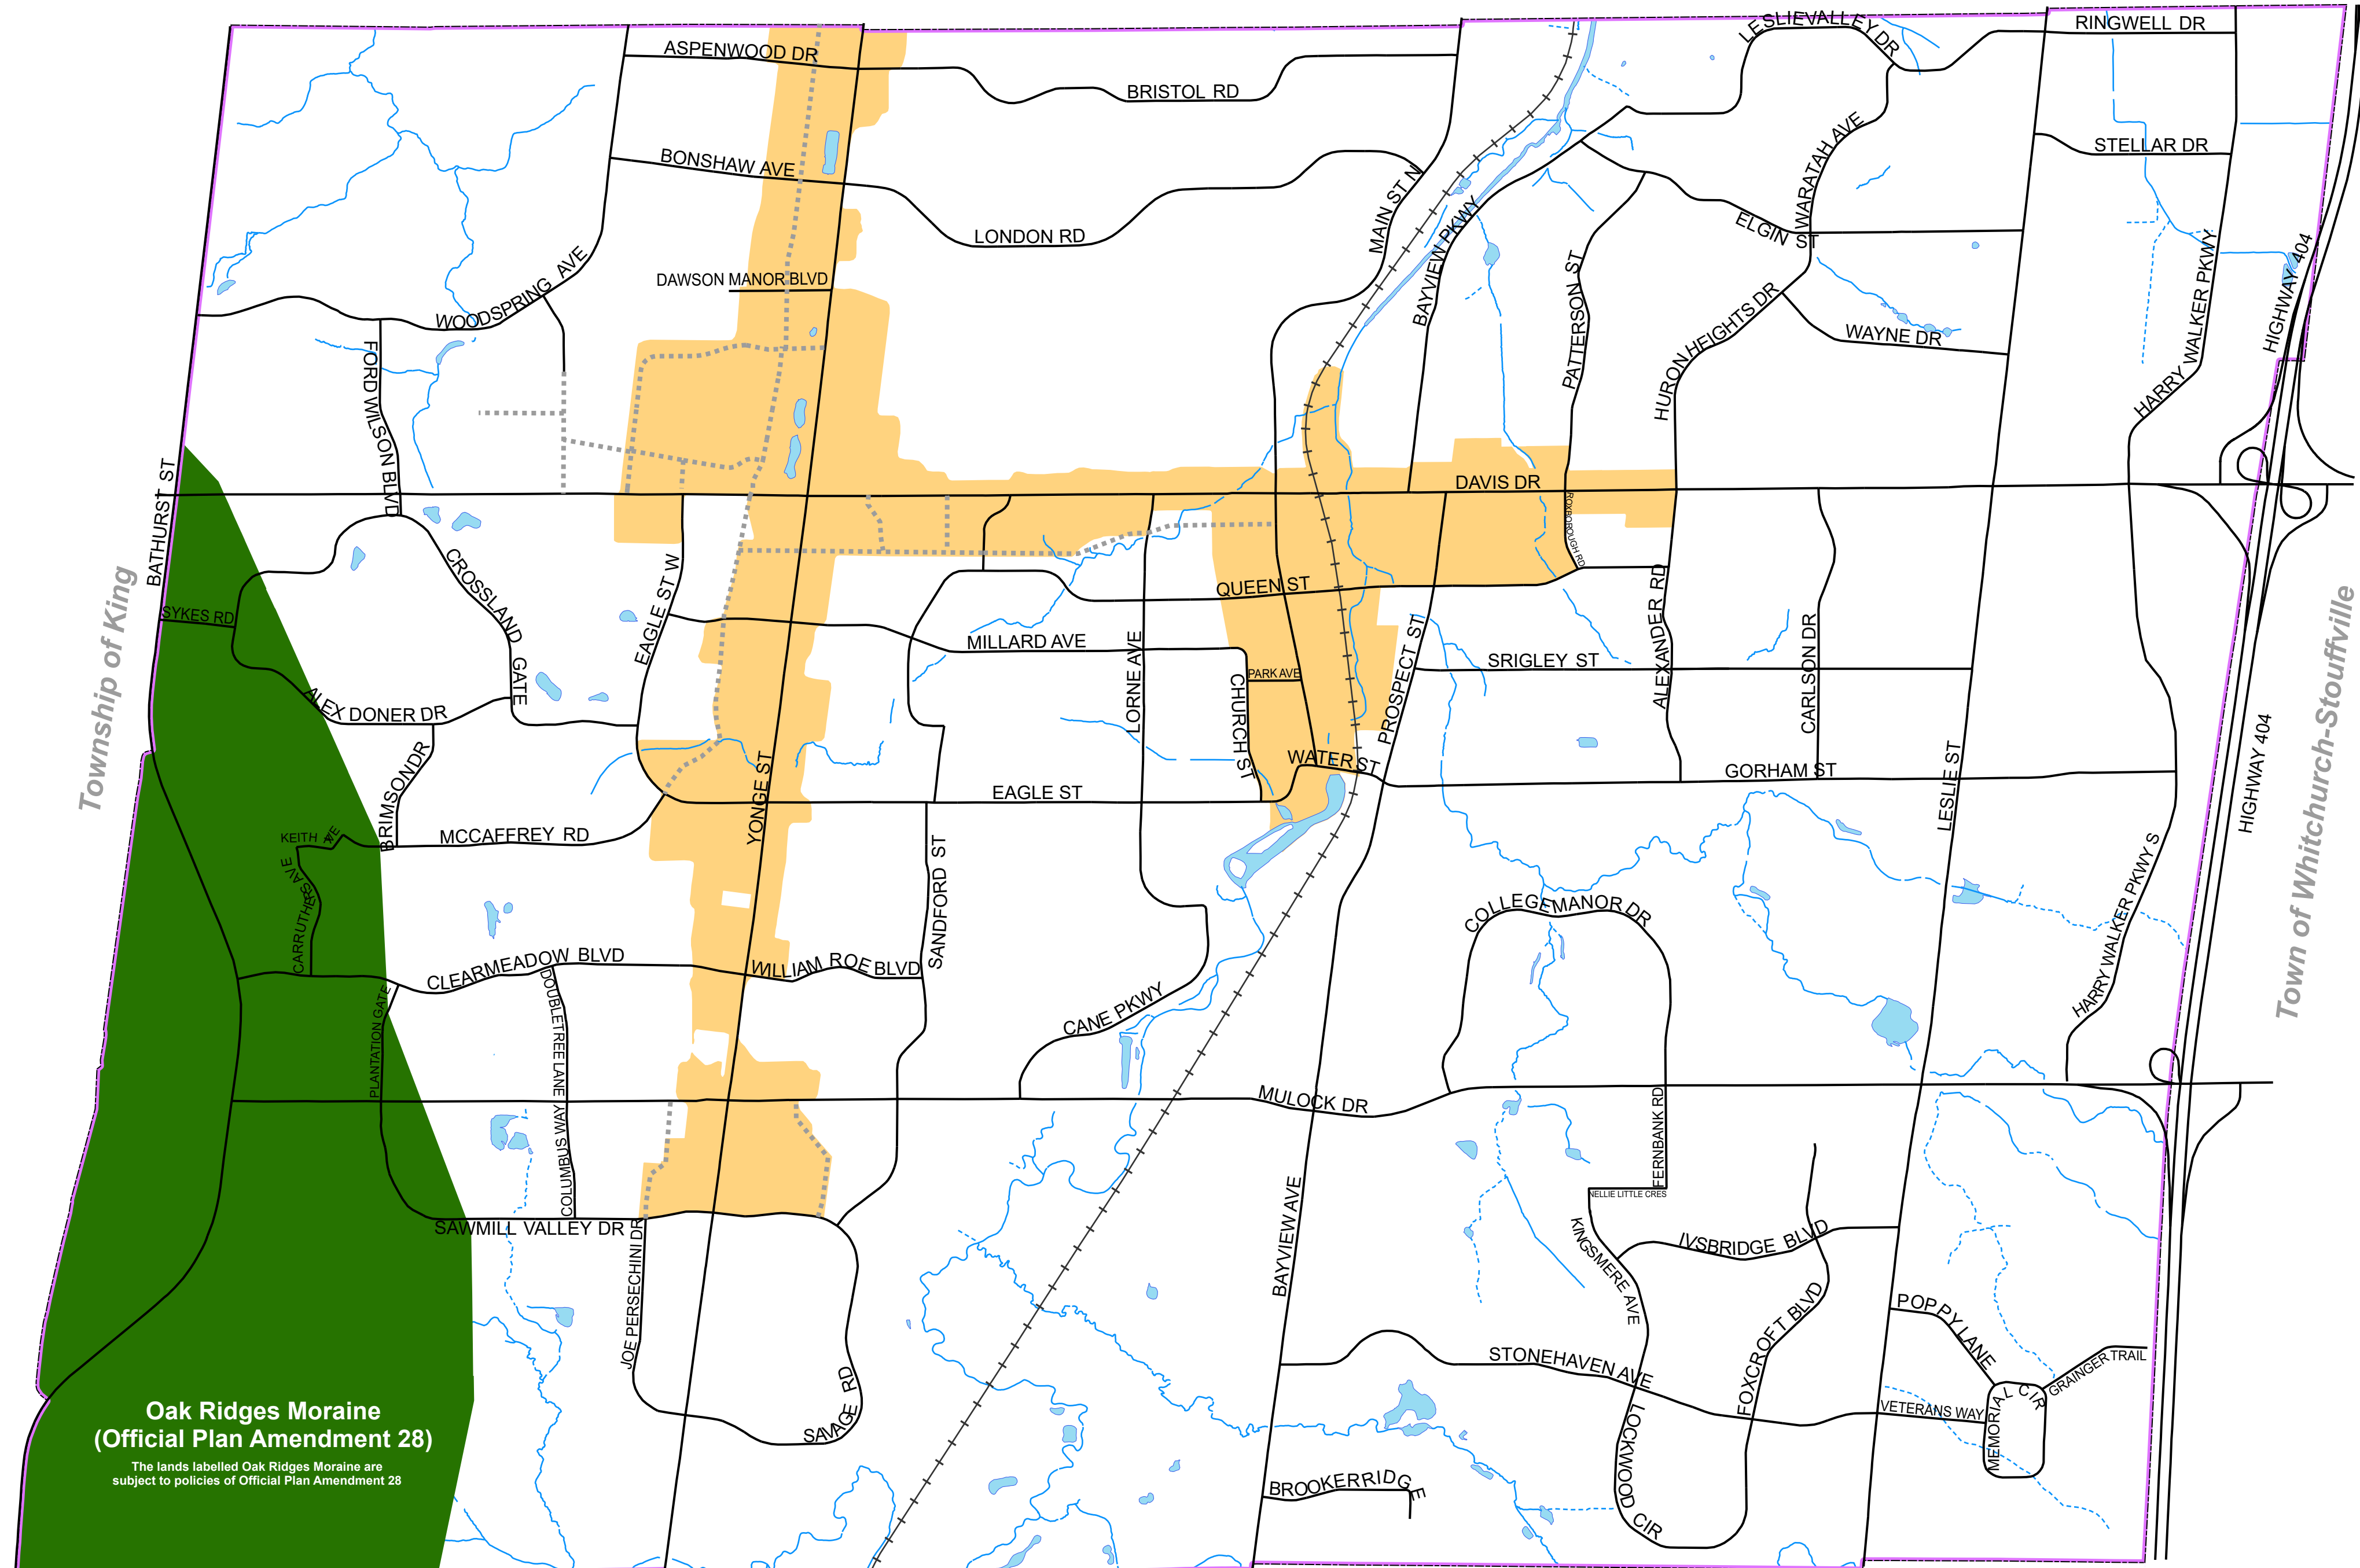 LESLIEVALLEY DR
RINGWELL DR
ASPENWOOD DR
BRISTOL RD
STELLAR DR
WARATAH AVE
BONSHAW AVE
MAIN ST N
LONDON RD
BAYVIEW PKWY
ELGIN ST
PATTERSON ST
DAWSON MANOR BLVD
WOODSPRING AVE
HARRY WALKER PKWY
HIGHWAY 404
HURON HEIGHTS DR
WAYNE DR
FORD WILSON BLVD
BATHURST ST
DAVIS DR
ROXBOROUGH RD
Township of King
CROSSLAND GATE
EAGLE ST W
QUEEN ST
SYKES RD
MILLARD AVE
LORNE AVE
PARK AVE
CHURCH ST
PROSPECT ST
SRIGLEY ST
ALEXANDER RD
CARLSON DR
Town of Whitchurch-Stouffville
ALEX DONER DR
BRIMSON DR
YONGE ST
WATER ST
GORHAM ST
LESLIE ST
HIGHWAY 404
EAGLE ST
KEITH AVE
MCCAFFREY RD
CARRUTHERS AVE
SANDFORD ST
COLLEGE MANOR DR
HARRY WALKER PKWY S
CLEARMEADOW BLVD
WILLIAM ROE BLVD
DOUBLETREE LANE
CANE PKWY
PLANTATION GATE
MULOCK DR
COLUMBUS WAY
FERNBANK RD
NELLIE LITTLE CRES
SAWMILL VALLEY DR
KINGSMERE AVE
IVSBRIDGE BLVD
JOE PERSECHINI DR
BAYVIEW AVE
FOXCROFT BLVD
POPPY LANE
STONEHAVEN AVE
GRAINGER TRAIL
SAVAGE RD
VETERANS WAY
MEMORIAL CIR
LOCKWOOD CIR
BROOKERRIDGE
Oak Ridges Moraine
(Official Plan Amendment 28)
The lands labelled Oak Ridges Moraine are
subject to policies of Official Plan Amendment 28